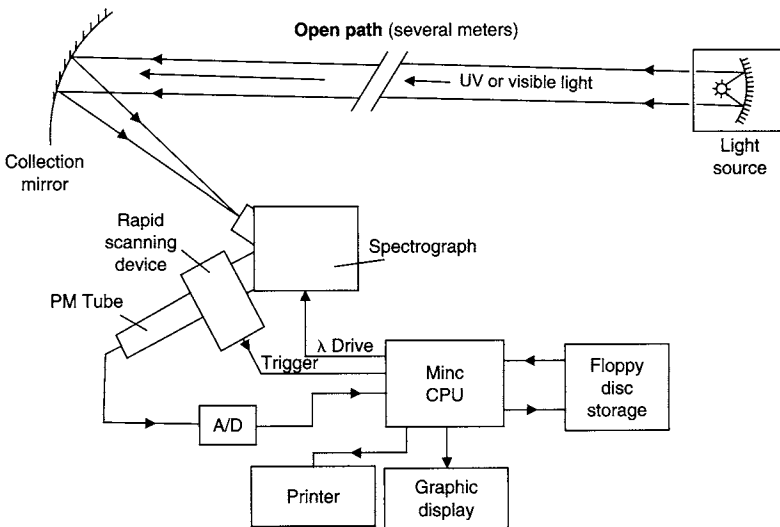 Open path (several meters)
UV or visible light
Collection
mirror
Light
source
Rapid
scanning
device
Spectrograph
PM Tube
λ Drive
Trigger
Minc
CPU
Floppy
disc
storage
A/D
Printer
Graphic
display